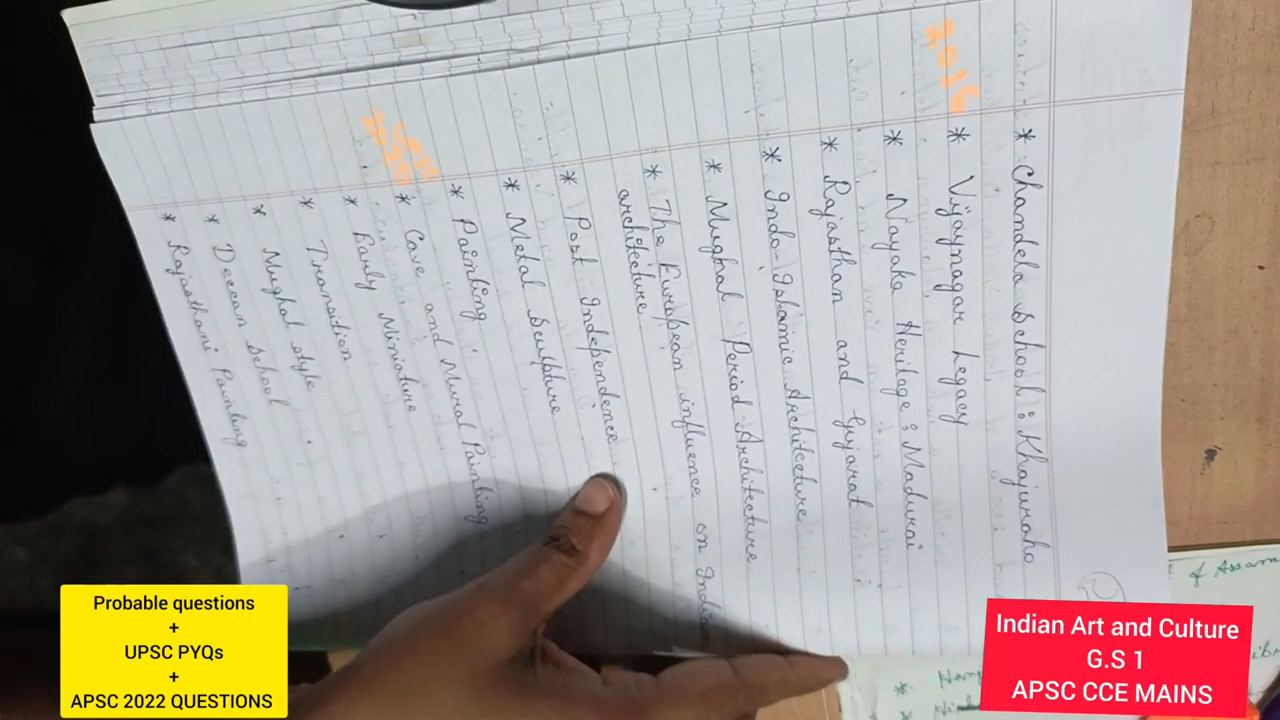 * Chandela School : Khajuraho
2016
* Vijaynagar Legacy
* Nayaka Heritage : Madurai
* Rajasthan and Gujarat
* Indo-Islamic Architecture
* Mughal Period Architecture
* The European influence on Indian
architecture.
* Post Independence
* Metal Sculpture
* Painting
* Cave and Mural Painting
* Early Miniature
* Transition
* Mughal style
* Deccan School
* Rajasthani Painting
of Assam
Probable questions
+
UPSC PYQs
+
APSC 2022 QUESTIONS
Indian Art and Culture
G.S 1
APSC CCE MAINS